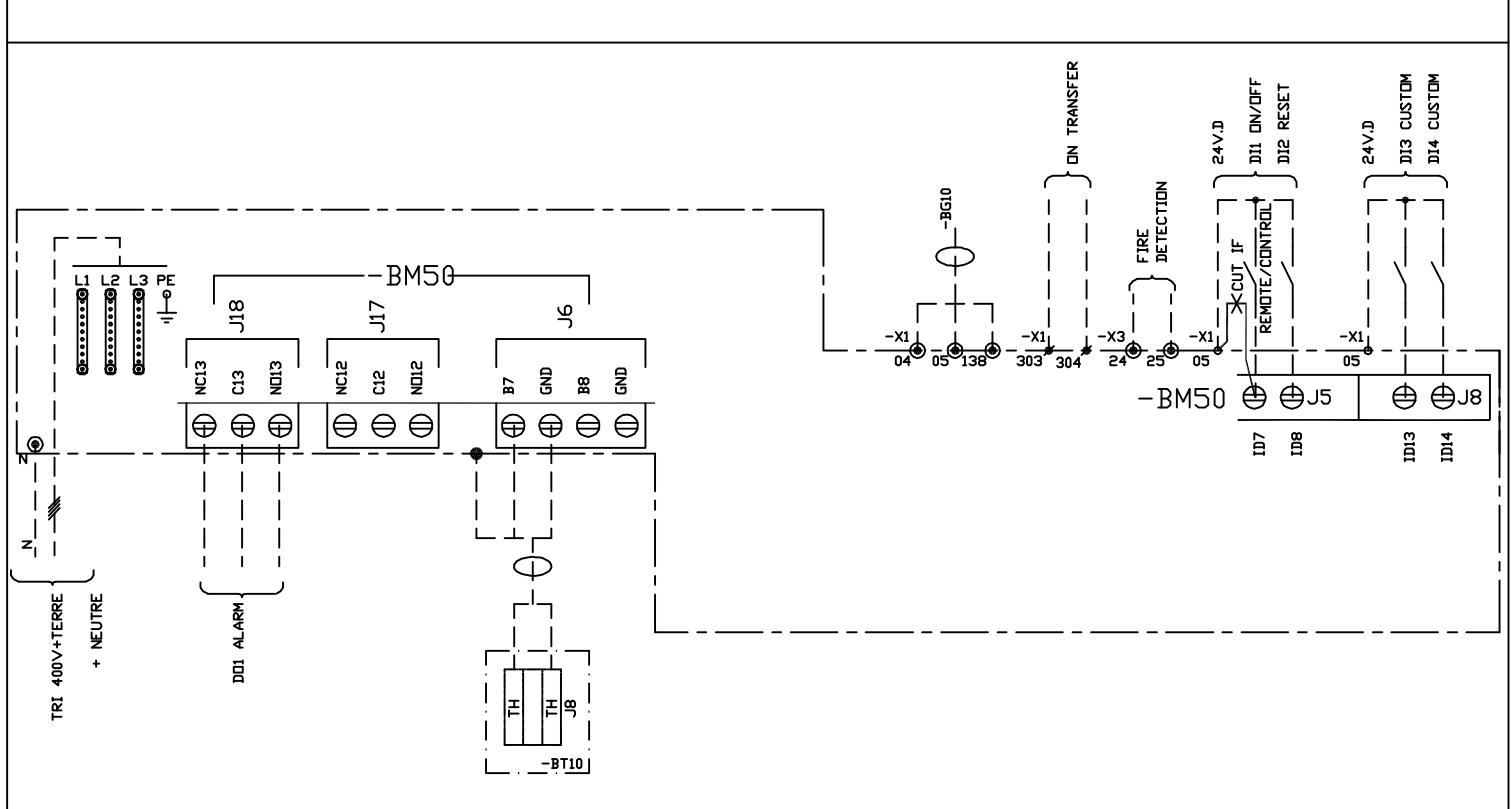 ON TRANSFER
24V.D
DI1 ON/OFF
DI2 RESET
24V.D
DI3 CUSTOM
DI4 CUSTOM
-BG10
FIRE
DETECTION
CUT IF
REMOTE/CONTROL
L1 L2 L3 PE
-BM50
J18
J17
J6
NC13
C13
NO13
NC12
C12
NO12
B7
GND
B8
GND
-X1
04
05
138
-X1
303
304
-X3
24
25
-X1
05
-X1
05
-BM50
J5
J8
ID7
ID8
ID13
ID14
N
N
TRI 400V+TERRE
+ NEUTRE
DO1 ALARM
TH
TH
J8
-BT10